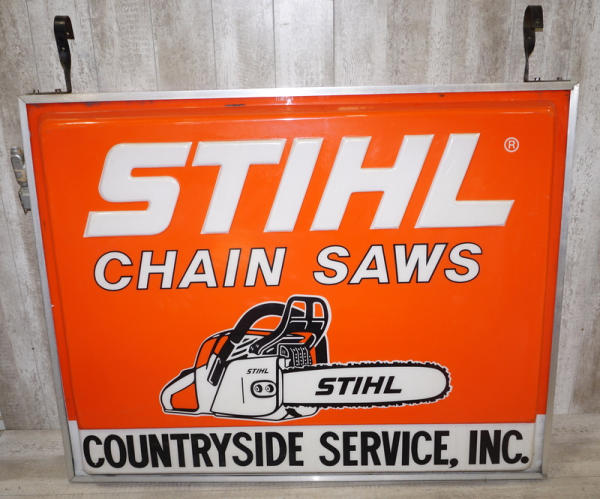 STIHL®
CHAIN SAWS
STIHL
STIHL
COUNTRYSIDE SERVICE, INC.